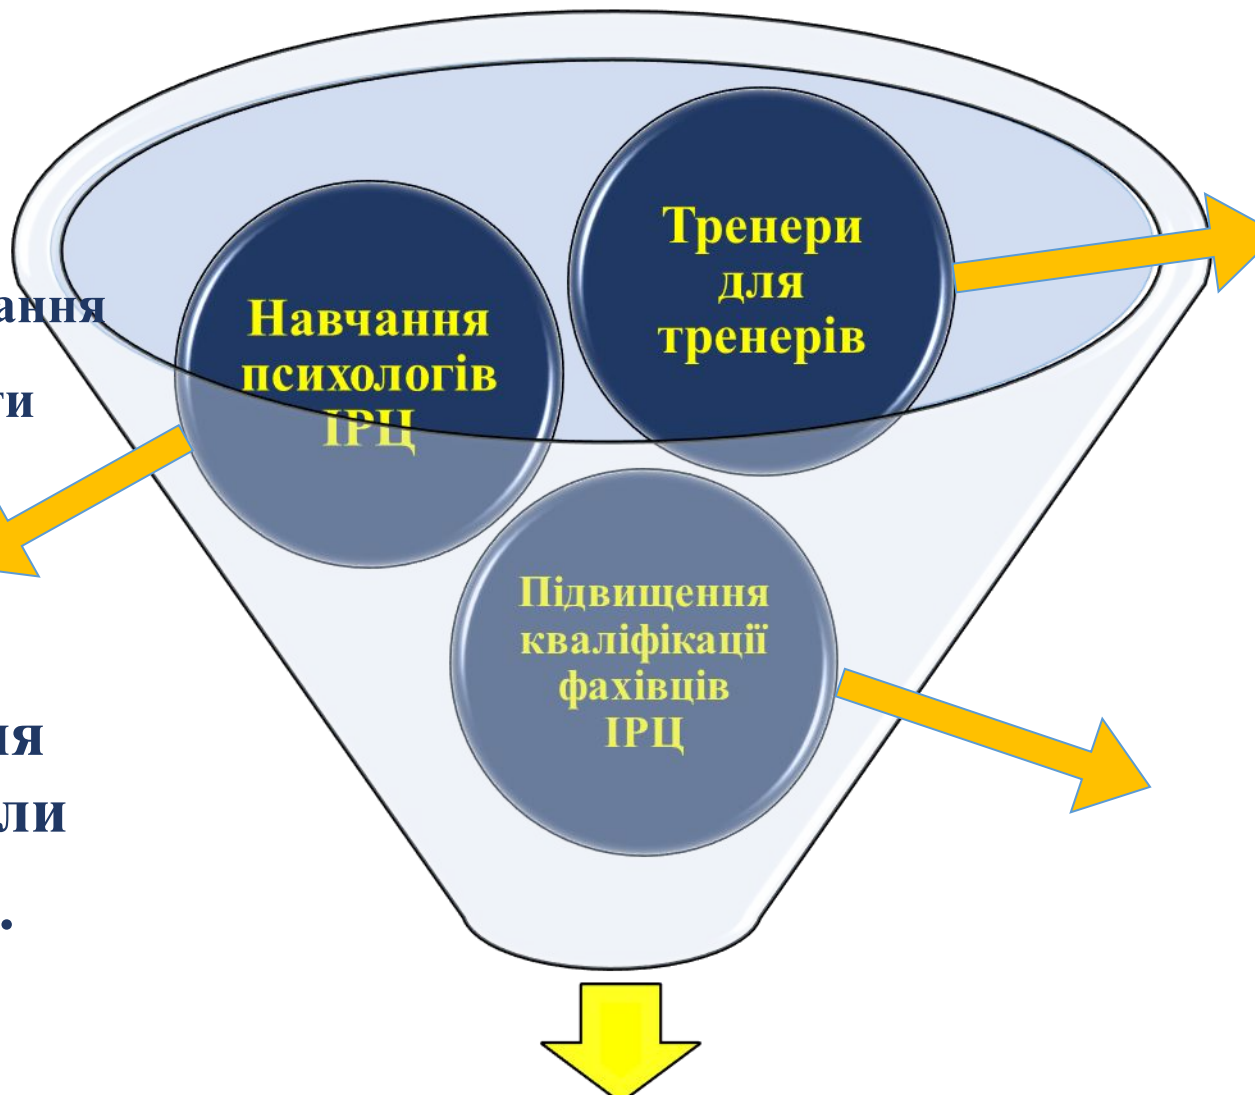 Тренери
для
тренерів
Навчання
психологів
ІРЦ
Підвищення
кваліфікації
фахівців
ІРЦ